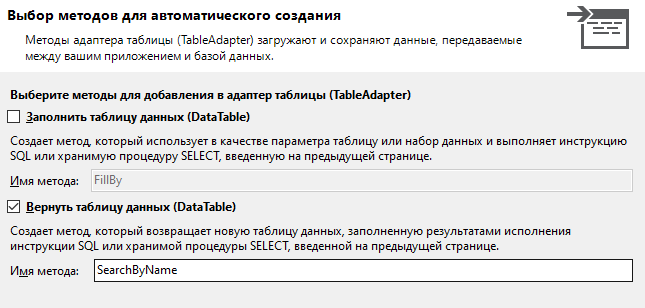 Выбор методов для автоматического создания
Методы адаптера таблицы (TableAdapter) загружают и сохраняют данные, передаваемые
между вашим приложением и базой данных.
Выберите методы для добавления в адаптер таблицы (TableAdapter)
Заполнить таблицу данных (DataTable)
Создает метод, который использует в качестве параметра таблицу или набор данных и выполняет инструкцию
SQL или хранимую процедуру SELECT, введенную на предыдущей странице.
Имя метода: FillBy
Вернуть таблицу данных (DataTable)
Создает метод, который возвращает новую таблицу данных, заполненную результатами исполнения
инструкции SQL или хранимой процедуры SELECT, введенной на предыдущей странице.
Имя метода: SearchByName